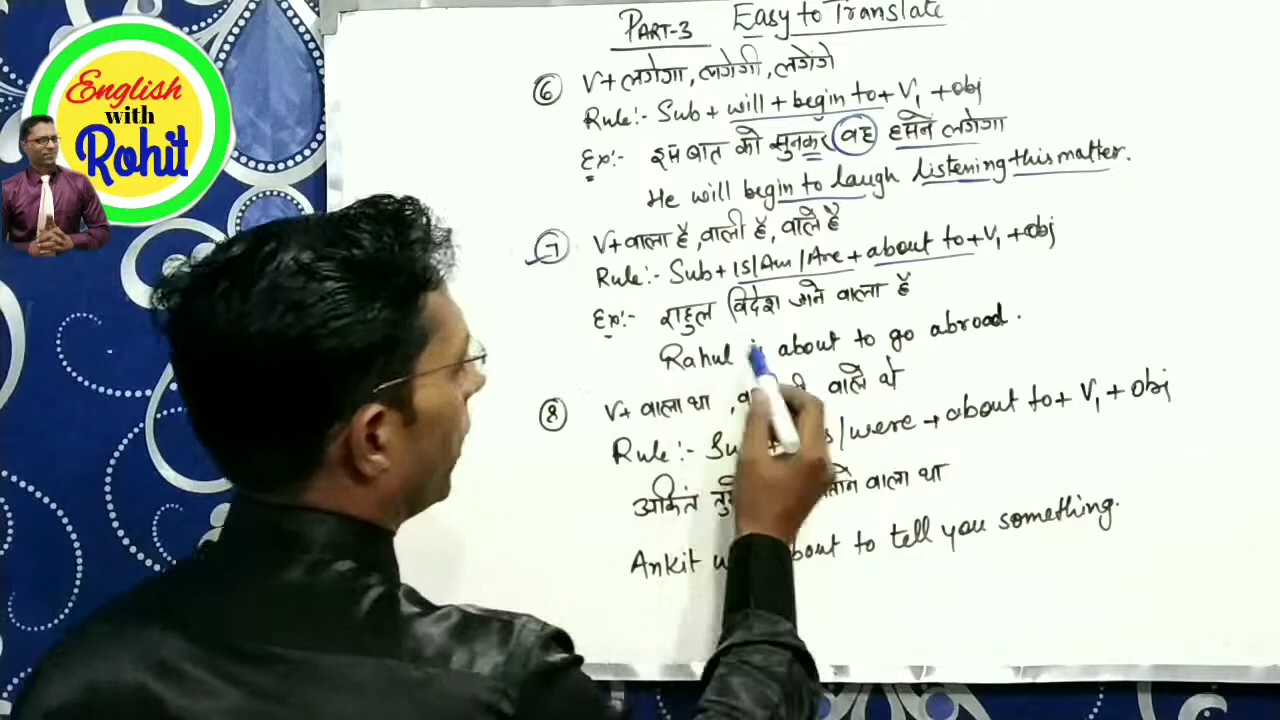 English
with
Rohit
PART-3 Easy to Translate
⑥ V+लगेगा, लगेगी, लगेंगे
Rule:- Sub + will + begin to + V₁ + obj
Ex:- इस बात को सुनकर वह हसने लगेगा
He will begin to laugh listening this matter.
⑦ V+वाला है, वाली है, वाले है
Rule:- Sub + Is/Am/Are + about to + V₁ + obj
Ex:- राहुल विदेश जाने वाला है
Rahul about to go abroad.
⑧ V+ वाला था, वाले थे
Rule:- /were + about to + V₁ + obj
अंकित वाला था
Ankit about to tell you something.